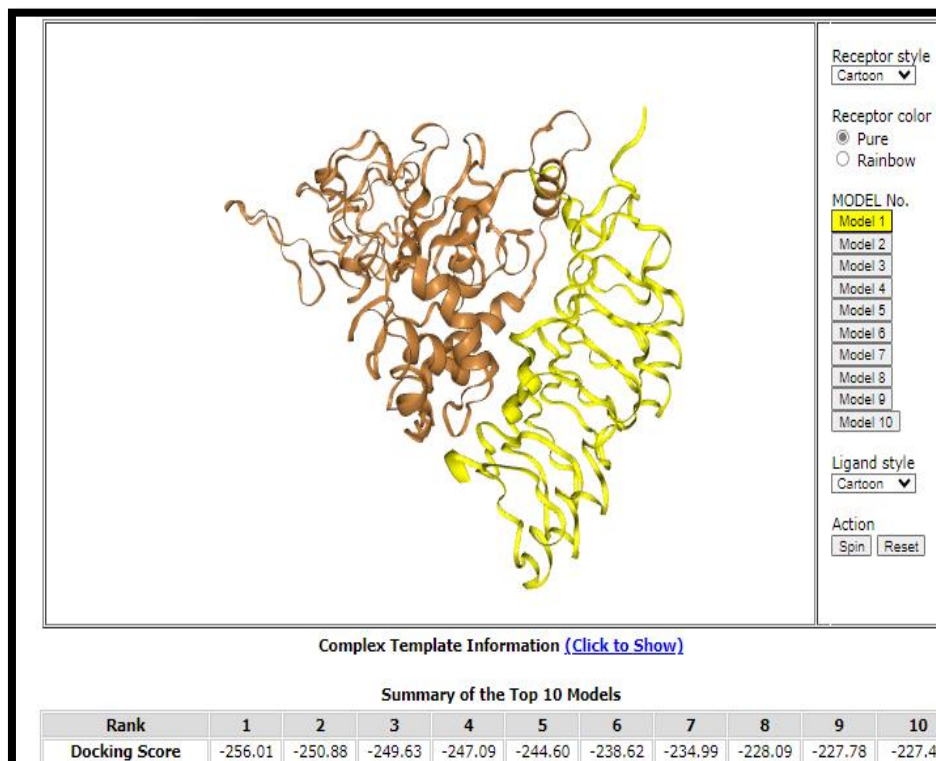 Receptor style
Cartoon
Receptor color
Pure
Rainbow
MODEL No.
Model 1
Model 2
Model 3
Model 4
Model 5
Model 6
Model 7
Model 8
Model 9
Model 10
Ligand style
Cartoon
Action
Spin Reset
Complex Template Information (Click to Show)
Summary of the Top 10 Models
Rank 1 2 3 4 5 6 7 8 9 10
Docking Score -256.01 -250.88 -249.63 -247.09 -244.60 -238.62 -234.99 -228.09 -227.78 -227.4